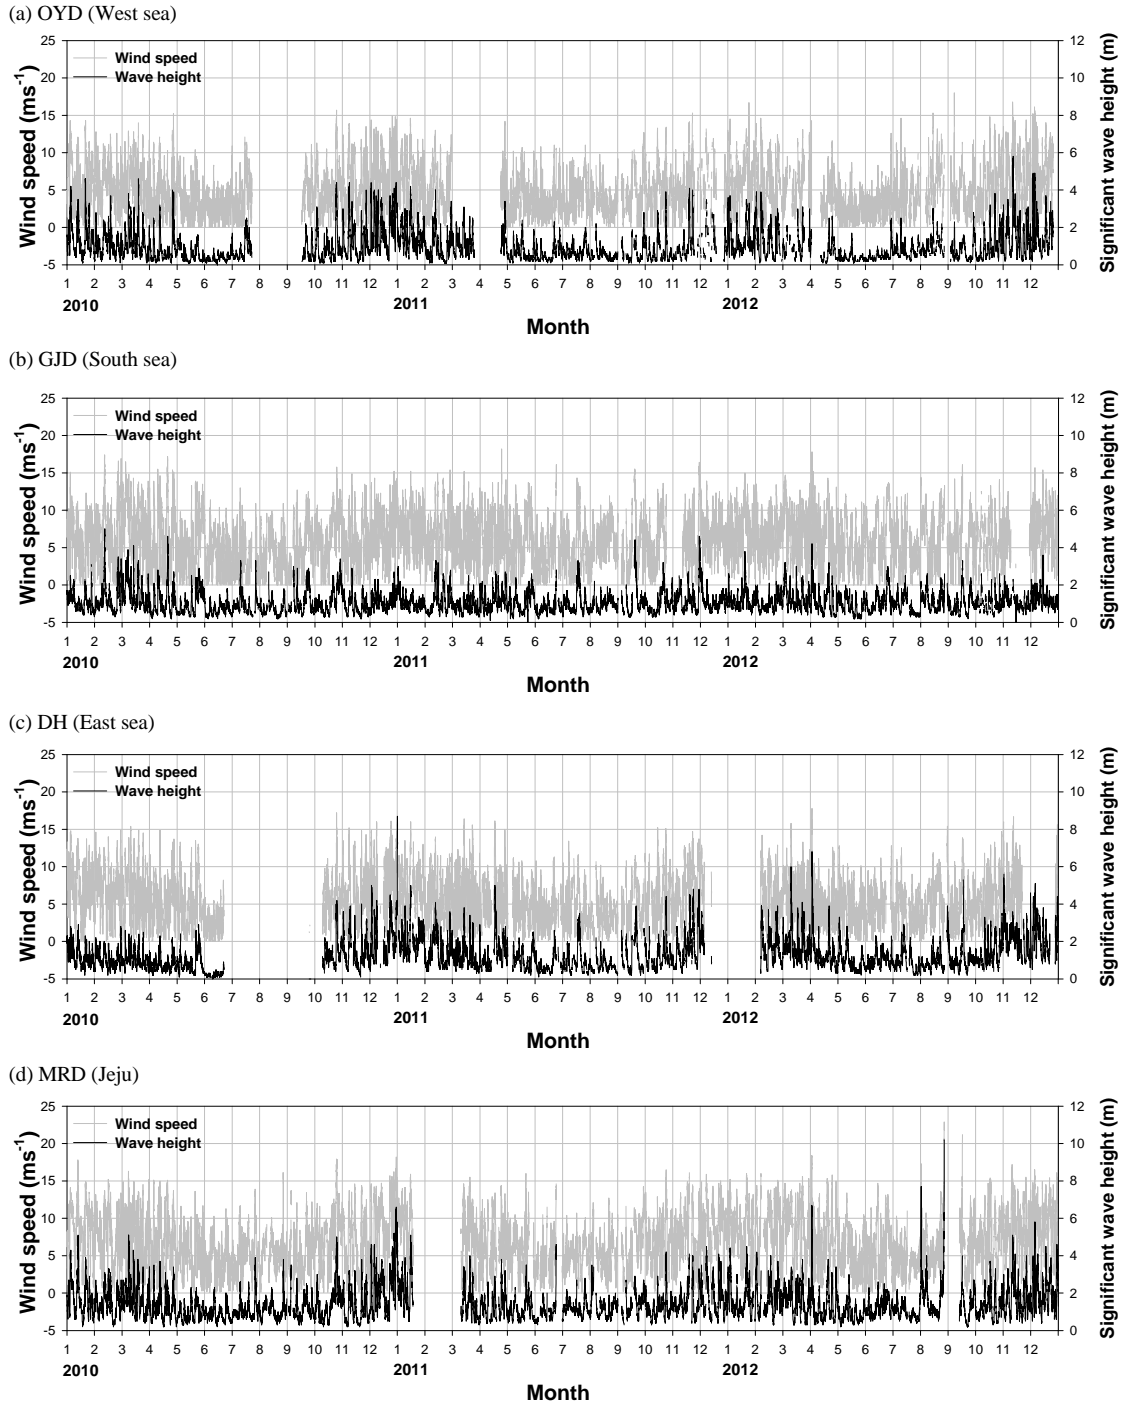 (a) OYD (West sea)
25 12
Wind speed
Wave height
20 10
15 8
10 6
5 4
0 2
-5 0
Wind speed (ms-1)
Significant wave height (m)
1 2 3 4 5 6 7 8 9 10 11 12 1 2 3 4 5 6 7 8 9 10 11 12 1 2 3 4 5 6 7 8 9 10 11 12
2010 2011 2012
Month
(b) GJD (South sea)
25 12
Wind speed
Wave height
20 10
15 8
10 6
5 4
0 2
-5 0
Wind speed (ms-1)
Significant wave height (m)
1 2 3 4 5 6 7 8 9 10 11 12 1 2 3 4 5 6 7 8 9 10 11 12 1 2 3 4 5 6 7 8 9 10 11 12
2010 2011 2012
Month
(c) DH (East sea)
25 12
Wind speed
Wave height
20 10
15 8
10 6
5 4
0 2
-5 0
Wind speed (ms-1)
Significant wave height (m)
1 2 3 4 5 6 7 8 9 10 11 12 1 2 3 4 5 6 7 8 9 10 11 12 1 2 3 4 5 6 7 8 9 10 11 12
2010 2011 2012
Month
(d) MRD (Jeju)
25 12
Wind speed
Wave height
20 10
15 8
10 6
5 4
0 2
-5 0
Wind speed (ms-1)
Significant wave height (m)
1 2 3 4 5 6 7 8 9 10 11 12 1 2 3 4 5 6 7 8 9 10 11 12 1 2 3 4 5 6 7 8 9 10 11 12
2010 2011 2012
Month